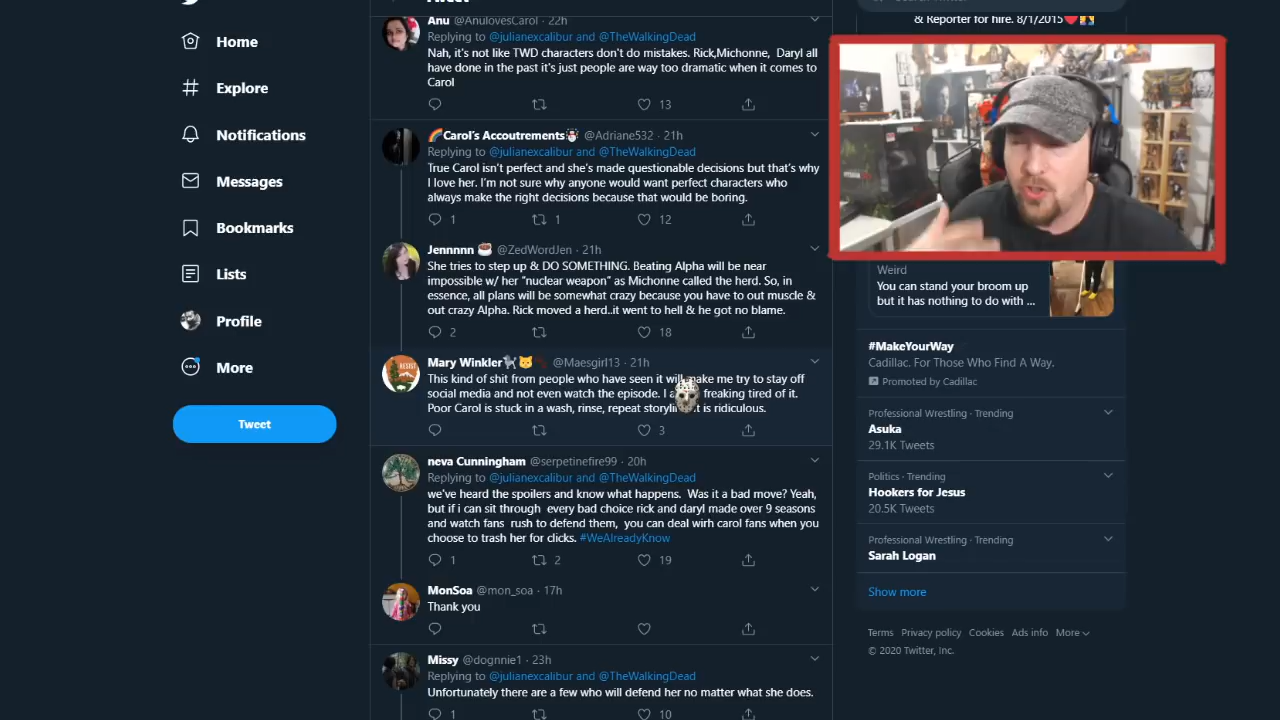 Home
Explore
Notifications
Messages
Bookmarks
Lists
Profile
More
Tweet
Anu @AnulovesCarol · 22h
Replying to @julianexcalibur and @TheWalkingDead
Nah, it's not like TWD characters don't do mistakes. Rick,Michonne, Daryl all
have done in the past it's just people are way too dramatic when it comes to
Carol
13
🌈Carol's Accoutrements @Adriane532 · 21h
Replying to @julianexcalibur and @TheWalkingDead
True Carol isn't perfect and she's made questionable decisions but that's why
I love her. I'm not sure why anyone would want perfect characters who
always make the right decisions because that would be boring.
1 1 12
Jennnnn ☕ @ZedWordJen · 21h
She tries to step up & DO SOMETHING. Beating Alpha will be near
impossible w/ her "nuclear weapon" as Michonne called the herd. So, in
essence, all plans will be somewhat crazy because you have to out muscle &
out crazy Alpha. Rick moved a herd..it went to hell & he got no blame.
2 18
Mary Winkler @Maesgirl13 · 21h
This kind of shit from people who have seen it will make me try to stay off
social media and not even watch the episode. I freaking tired of it.
Poor Carol is stuck in a wash, rinse, repeat is ridiculous.
3
neva Cunningham @serpetinefire99 · 20h
Replying to @julianexcalibur and @TheWalkingDead
we've heard the spoilers and know what happens. Was it a bad move? Yeah,
but if i can sit through every bad choice rick and daryl made over 9 seasons
and watch fans rush to defend them, you can deal wirh carol fans when you
choose to trash her for clicks. #WeAlreadyKnow
1 2 19
MonSoa @mon_soa · 17h
Thank you
Missy @dognnie1 · 23h
Replying to @julianexcalibur and @TheWalkingDead
Unfortunately there are a few who will defend her no matter what she does.
1 10
& Reporter for hire. 8/1/2015
Weird
You can stand your broom up
but it has nothing to do with ...
#MakeYourWay
Cadillac. For Those Who Find A Way.
Promoted by Cadillac
Professional Wrestling · Trending
Asuka
29.1K Tweets
Politics · Trending
Hookers for Jesus
20.5K Tweets
Professional Wrestling · Trending
Sarah Logan
Show more
Terms Privacy policy Cookies Ads info More
© 2020 Twitter, Inc.